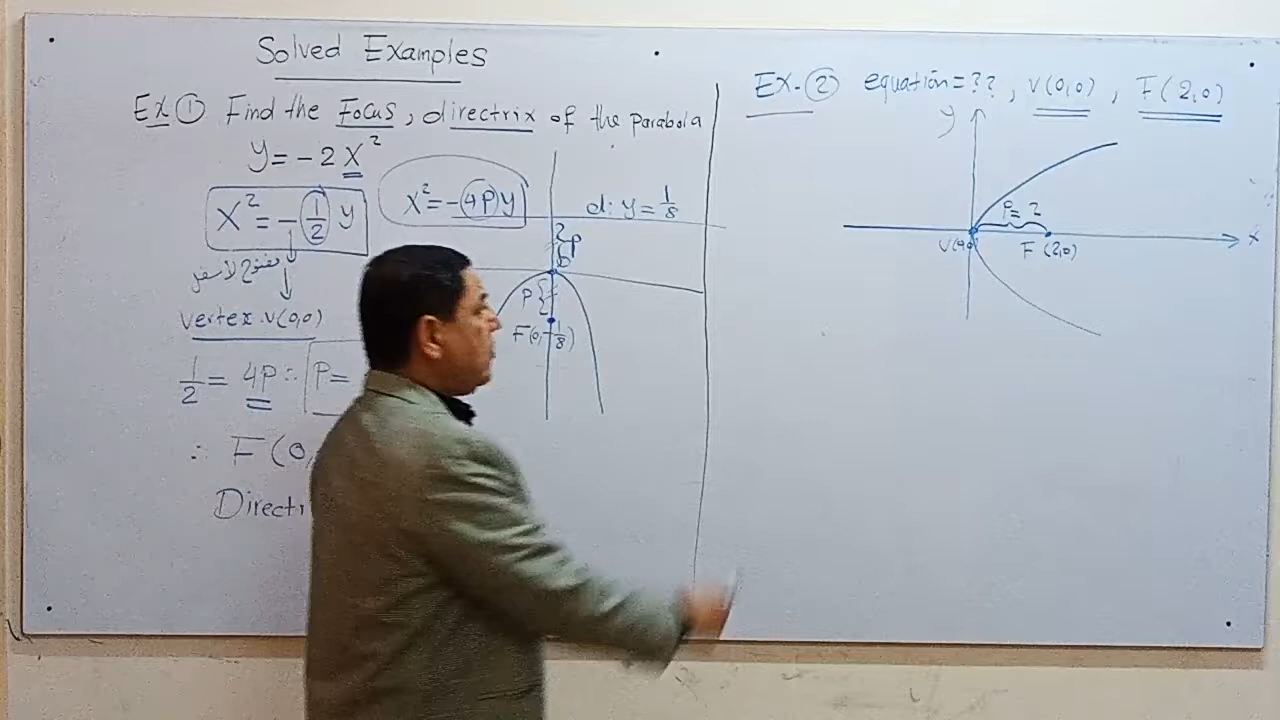 Solved Examples
Ex ① Find the Focus, directrix of the parabola
y = -2 x²
x² = -4P y
x² = - 1/2 y
مفتوح لأسفل
vertex. v(0,0)
1/2 = 4P ∴ P =
∴ F(0,
Directri
d: y = 1/8
P
P
F(0, -1/8)
EX. ② equation = ??, V(0,0), F(2,0)
y
P = 2
x
V(0,0)
F (2,0)